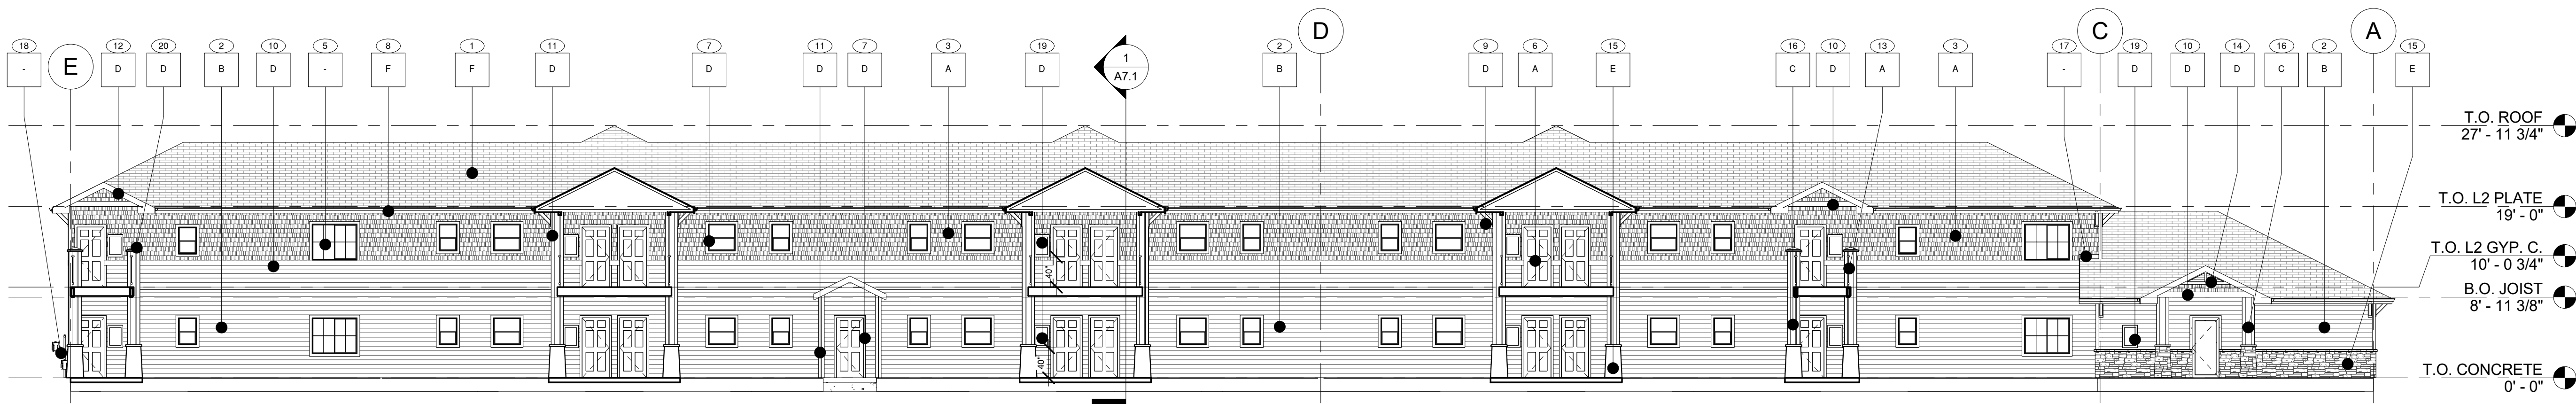 18
-
E
12
D
20
D
2
B
10
D
5
-
8
F
1
F
11
D
7
D
11
D
7
D
3
A
19
D
1
A7.1
2
B
D
9
D
6
A
15
E
16
C
10
D
13
A
3
A
17
-
C
19
D
10
D
14
D
16
C
2
B
A
15
E
T.O. ROOF
27' - 11 3/4"
T.O. L2 PLATE
19' - 0"
T.O. L2 GYP. C.
10' - 0 3/4"
B.O. JOIST
8' - 11 3/8"
T.O. CONCRETE
0' - 0"
40"
40"